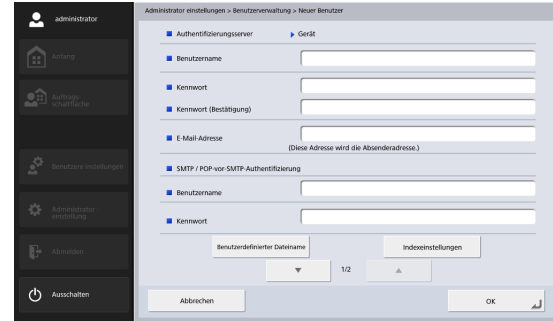 administrator
Anfang
Auftrags-
schaltfläche
Benutzere instellungen
Administrator-
einstellung
Abmelden
Ausschalten
Administrator einstellungen > Benutzerverwaltung > Neuer Benutzer
Authentifizierungsserver Gerät
Benutzername
Kennwort
Kennwort (Bestätigung)
E-Mail-Adresse
(Diese Adresse wird die Absenderadresse.)
SMTP / POP-vor-SMTP-Authentifizierung
Benutzername
Kennwort
Benutzerdefinierter Dateiname Indexeinstellungen
1/2
Abbrechen OK